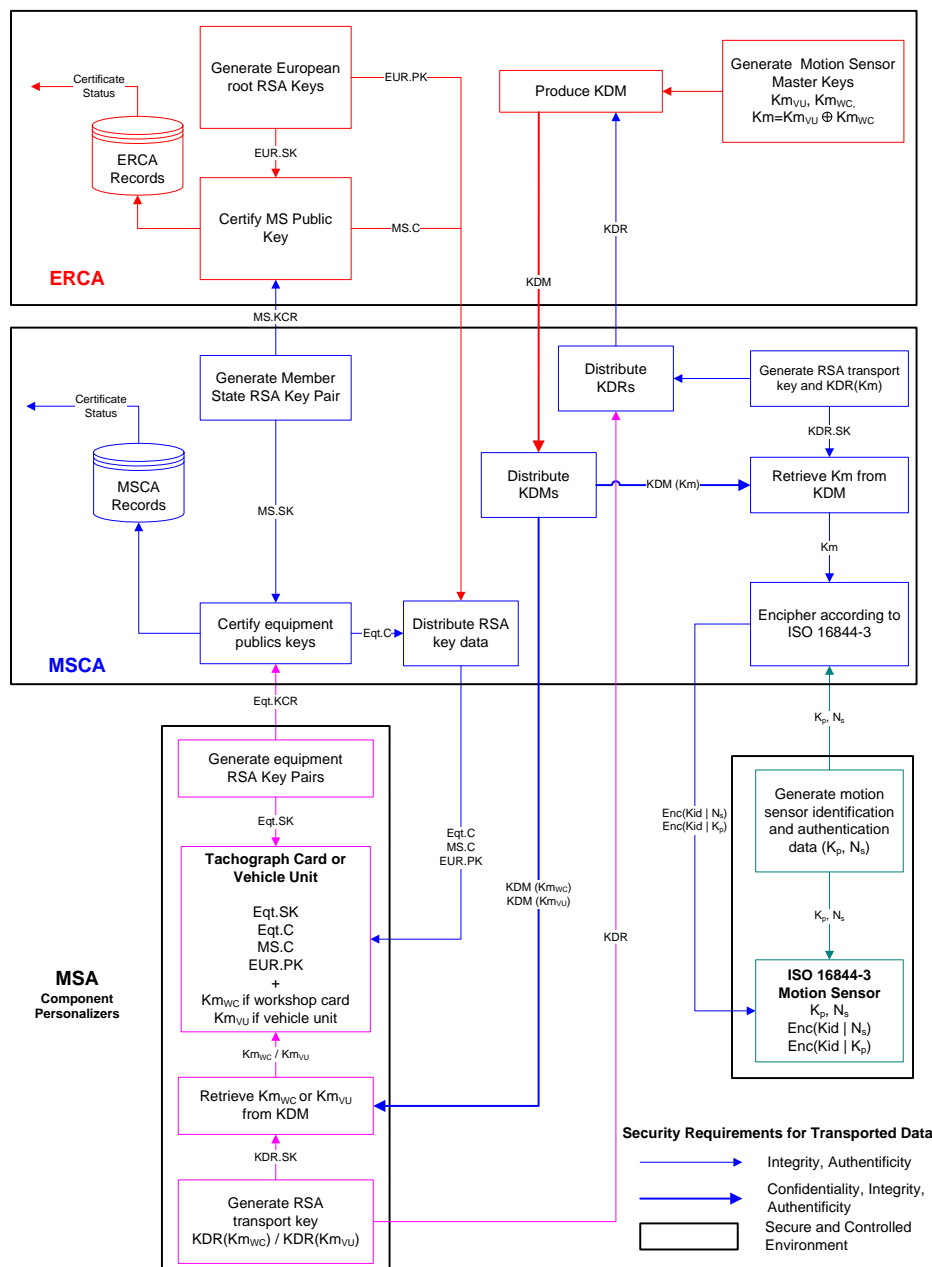 Generate European
root RSA Keys
EUR.PK
Produce KDM
Generate  Motion Sensor
Master Keys
KmVU, KmWC,
Km=KmVU ⊕ KmWC
Certificate
Status
EUR.SK
ERCA
Records
Certify MS Public
Key
MS.C
KDR
ERCA
KDM
MS.KCR
Generate Member
State RSA Key Pair
Distribute
KDRs
Generate RSA transport
key and KDR(Km)
Certificate
Status
KDR.SK
MSCA
Records
MS.SK
Distribute
KDMs
KDM (Km)
Retrieve Km from
KDM
Km
Certify equipment
publics keys
Eqt.C
Distribute RSA
key data
Encipher according to
ISO 16844-3
MSCA
Eqt.KCR
Kp, Ns
Generate equipment
RSA Key Pairs
Eqt.SK
Generate motion
sensor identification
and authentication
data (Kp, Ns)
Enc(Kid | Ns)
Enc(Kid | Kp)
Eqt.C
MS.C
EUR.PK
Tachograph Card or
Vehicle Unit
Eqt.SK
Eqt.C
MS.C
EUR.PK
+
KmWC if workshop card
KmVU if vehicle unit
KDM (KmWC)
KDM (KmVU)
KDR
Kp, Ns
MSA
Component
Personalizers
ISO 16844-3
Motion Sensor
Kp, Ns
Enc(Kid | Ns)
Enc(Kid | Kp)
KmWC / KmVU
Retrieve KmWC or KmVU
from KDM
KDR.SK
Generate RSA
transport key
KDR(KmWC) / KDR(KmVU)
Security Requirements for Transported Data
Integrity, Authentificity
Confidentiality, Integrity,
Authentificity
Secure and Controlled
Environment